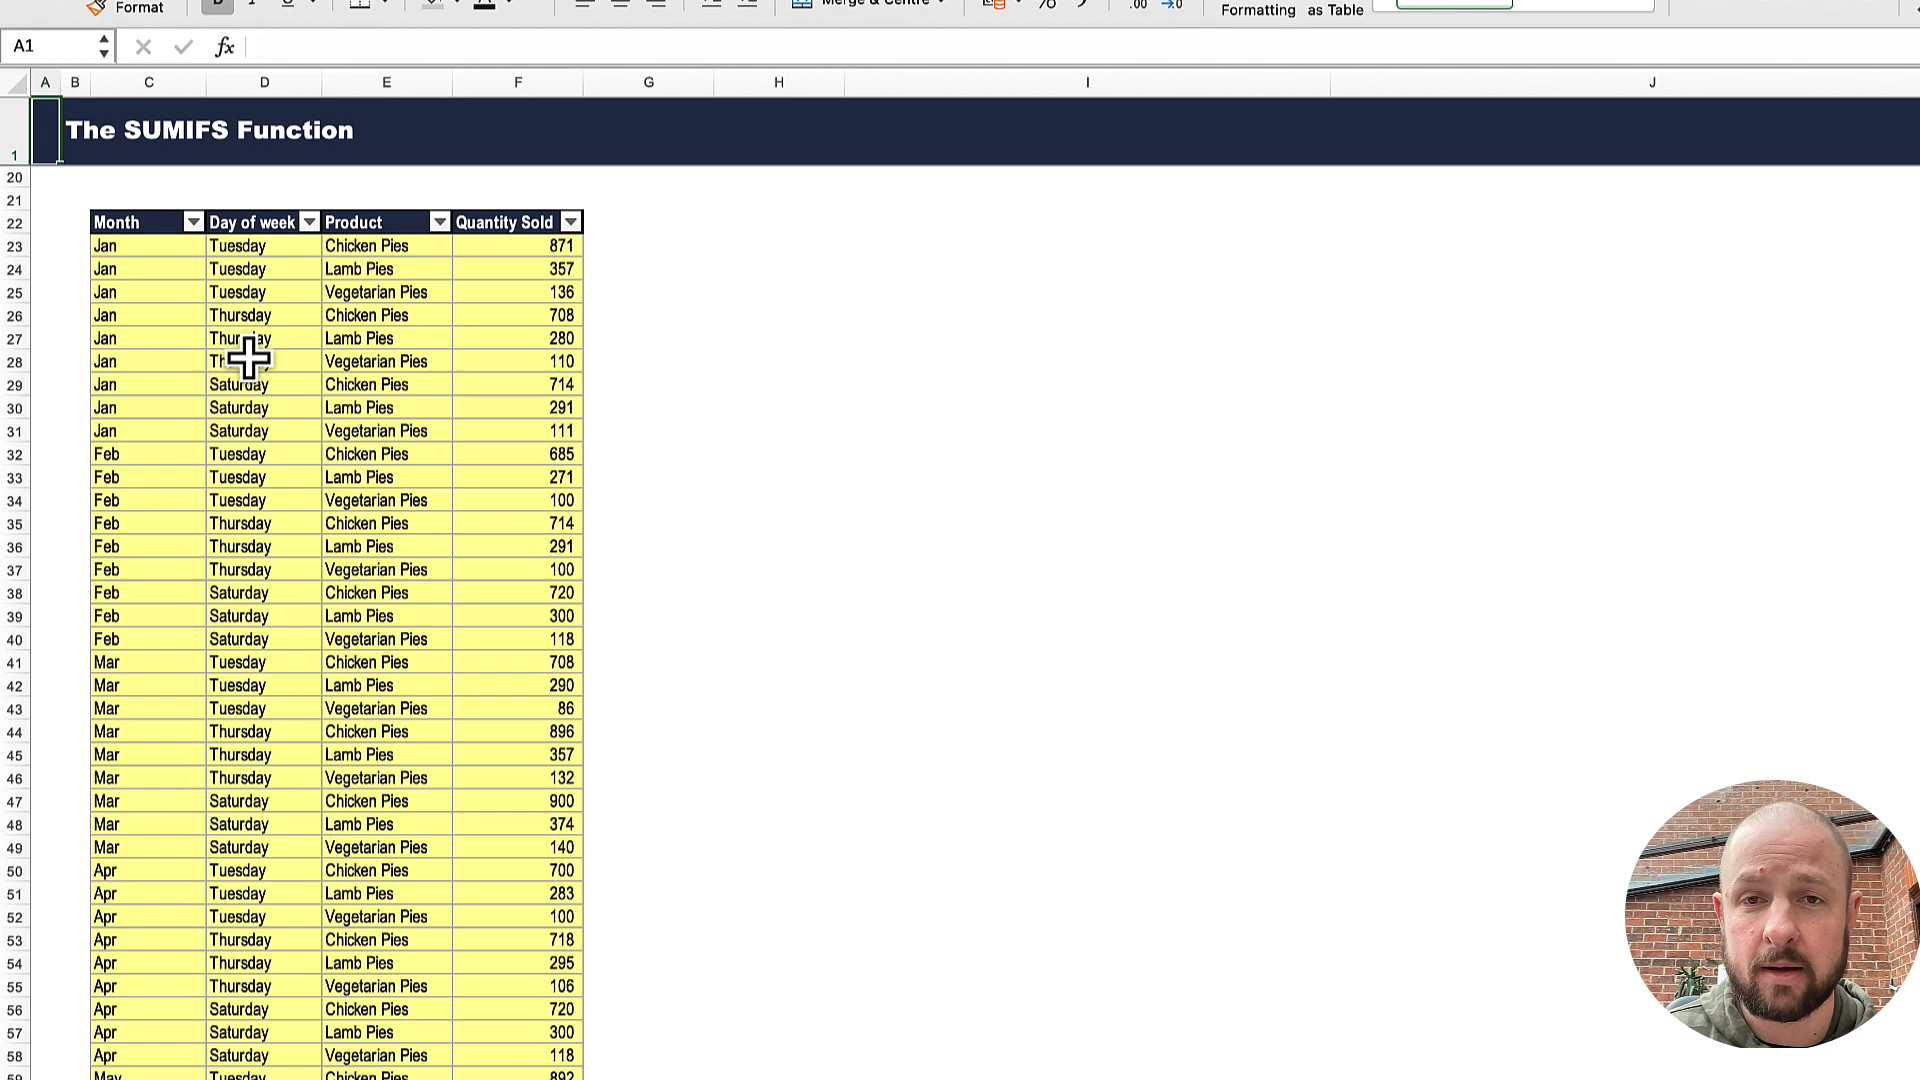 Format
Merge & Centre
Formatting as Table
A1
fx
A B C D E F G H I J
1 The SUMIFS Function
20
21
22 Month Day of week Product Quantity Sold
23 Jan Tuesday Chicken Pies 871
24 Jan Tuesday Lamb Pies 357
25 Jan Tuesday Vegetarian Pies 136
26 Jan Thursday Chicken Pies 708
27 Jan Thursday Lamb Pies 280
28 Jan Th Vegetarian Pies 110
29 Jan Saturday Chicken Pies 714
30 Jan Saturday Lamb Pies 291
31 Jan Saturday Vegetarian Pies 111
32 Feb Tuesday Chicken Pies 685
33 Feb Tuesday Lamb Pies 271
34 Feb Tuesday Vegetarian Pies 100
35 Feb Thursday Chicken Pies 714
36 Feb Thursday Lamb Pies 291
37 Feb Thursday Vegetarian Pies 100
38 Feb Saturday Chicken Pies 720
39 Feb Saturday Lamb Pies 300
40 Feb Saturday Vegetarian Pies 118
41 Mar Tuesday Chicken Pies 708
42 Mar Tuesday Lamb Pies 290
43 Mar Tuesday Vegetarian Pies 86
44 Mar Thursday Chicken Pies 896
45 Mar Thursday Lamb Pies 357
46 Mar Thursday Vegetarian Pies 132
47 Mar Saturday Chicken Pies 900
48 Mar Saturday Lamb Pies 374
49 Mar Saturday Vegetarian Pies 140
50 Apr Tuesday Chicken Pies 700
51 Apr Tuesday Lamb Pies 283
52 Apr Tuesday Vegetarian Pies 100
53 Apr Thursday Chicken Pies 718
54 Apr Thursday Lamb Pies 295
55 Apr Thursday Vegetarian Pies 106
56 Apr Saturday Chicken Pies 720
57 Apr Saturday Lamb Pies 300
58 Apr Saturday Vegetarian Pies 118
59 May Tuesday Chicken Pies 892